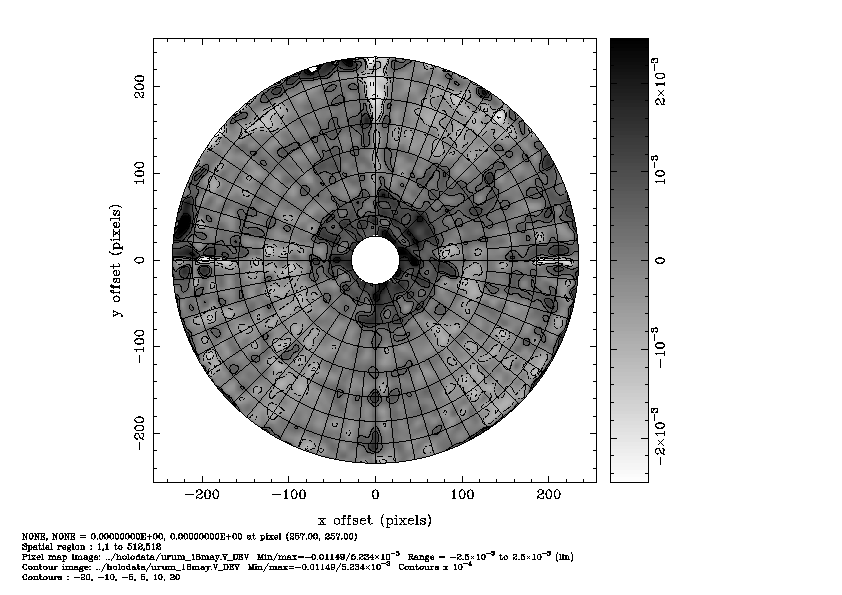 200
100
0
-100
-200
y offset (pixels)
-200 -100 0 100 200
x offset (pixels)
2×10⁻³
10⁻³
0
-10⁻³
-2×10⁻³
NONE, NONE = 0.00000000E+00, 0.00000000E+00 at pixel (257.00, 257.00)
Spatial region : 1,1 to 512,512
Pixel map image: ../holodata/urum_18may.V_DEV Min/max=-0.01149/5.234×10⁻³ Range = -2.5×10⁻³ to 2.5×10⁻³ (lin)
Contour image: ../holodata/urum_18may.V_DEV Min/max=-0.01149/5.234×10⁻³ Contours x 10⁻⁴
Contours : -20, -10, -5, 5, 10, 20